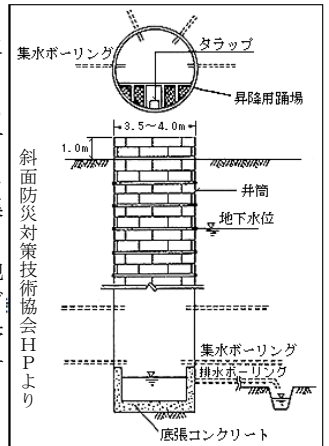 集水ボーリング
タラップ
昇降用踊場
3.5～4.0m
1.0m
井筒
地下水位
集水ボーリング
排水ボーリング
底張コンクリート
斜面防災対策技術協会HPより